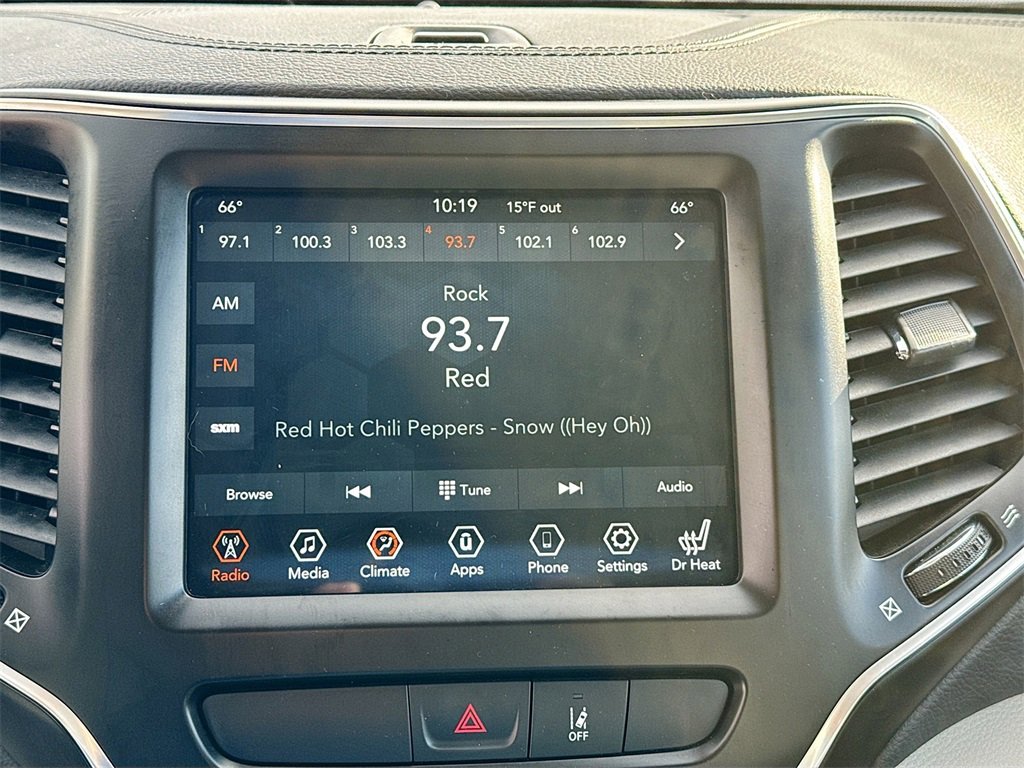 66° 10:19 15°F out 66°
1 97.1 2 100.3 3 103.3 4 93.7 5 102.1 6 102.9
AM
Rock
93.7
FM
Red
sxm
Red Hot Chili Peppers - Snow ((Hey Oh))
Browse Tune Audio
Radio Media Climate Apps Phone Settings Dr Heat
OFF